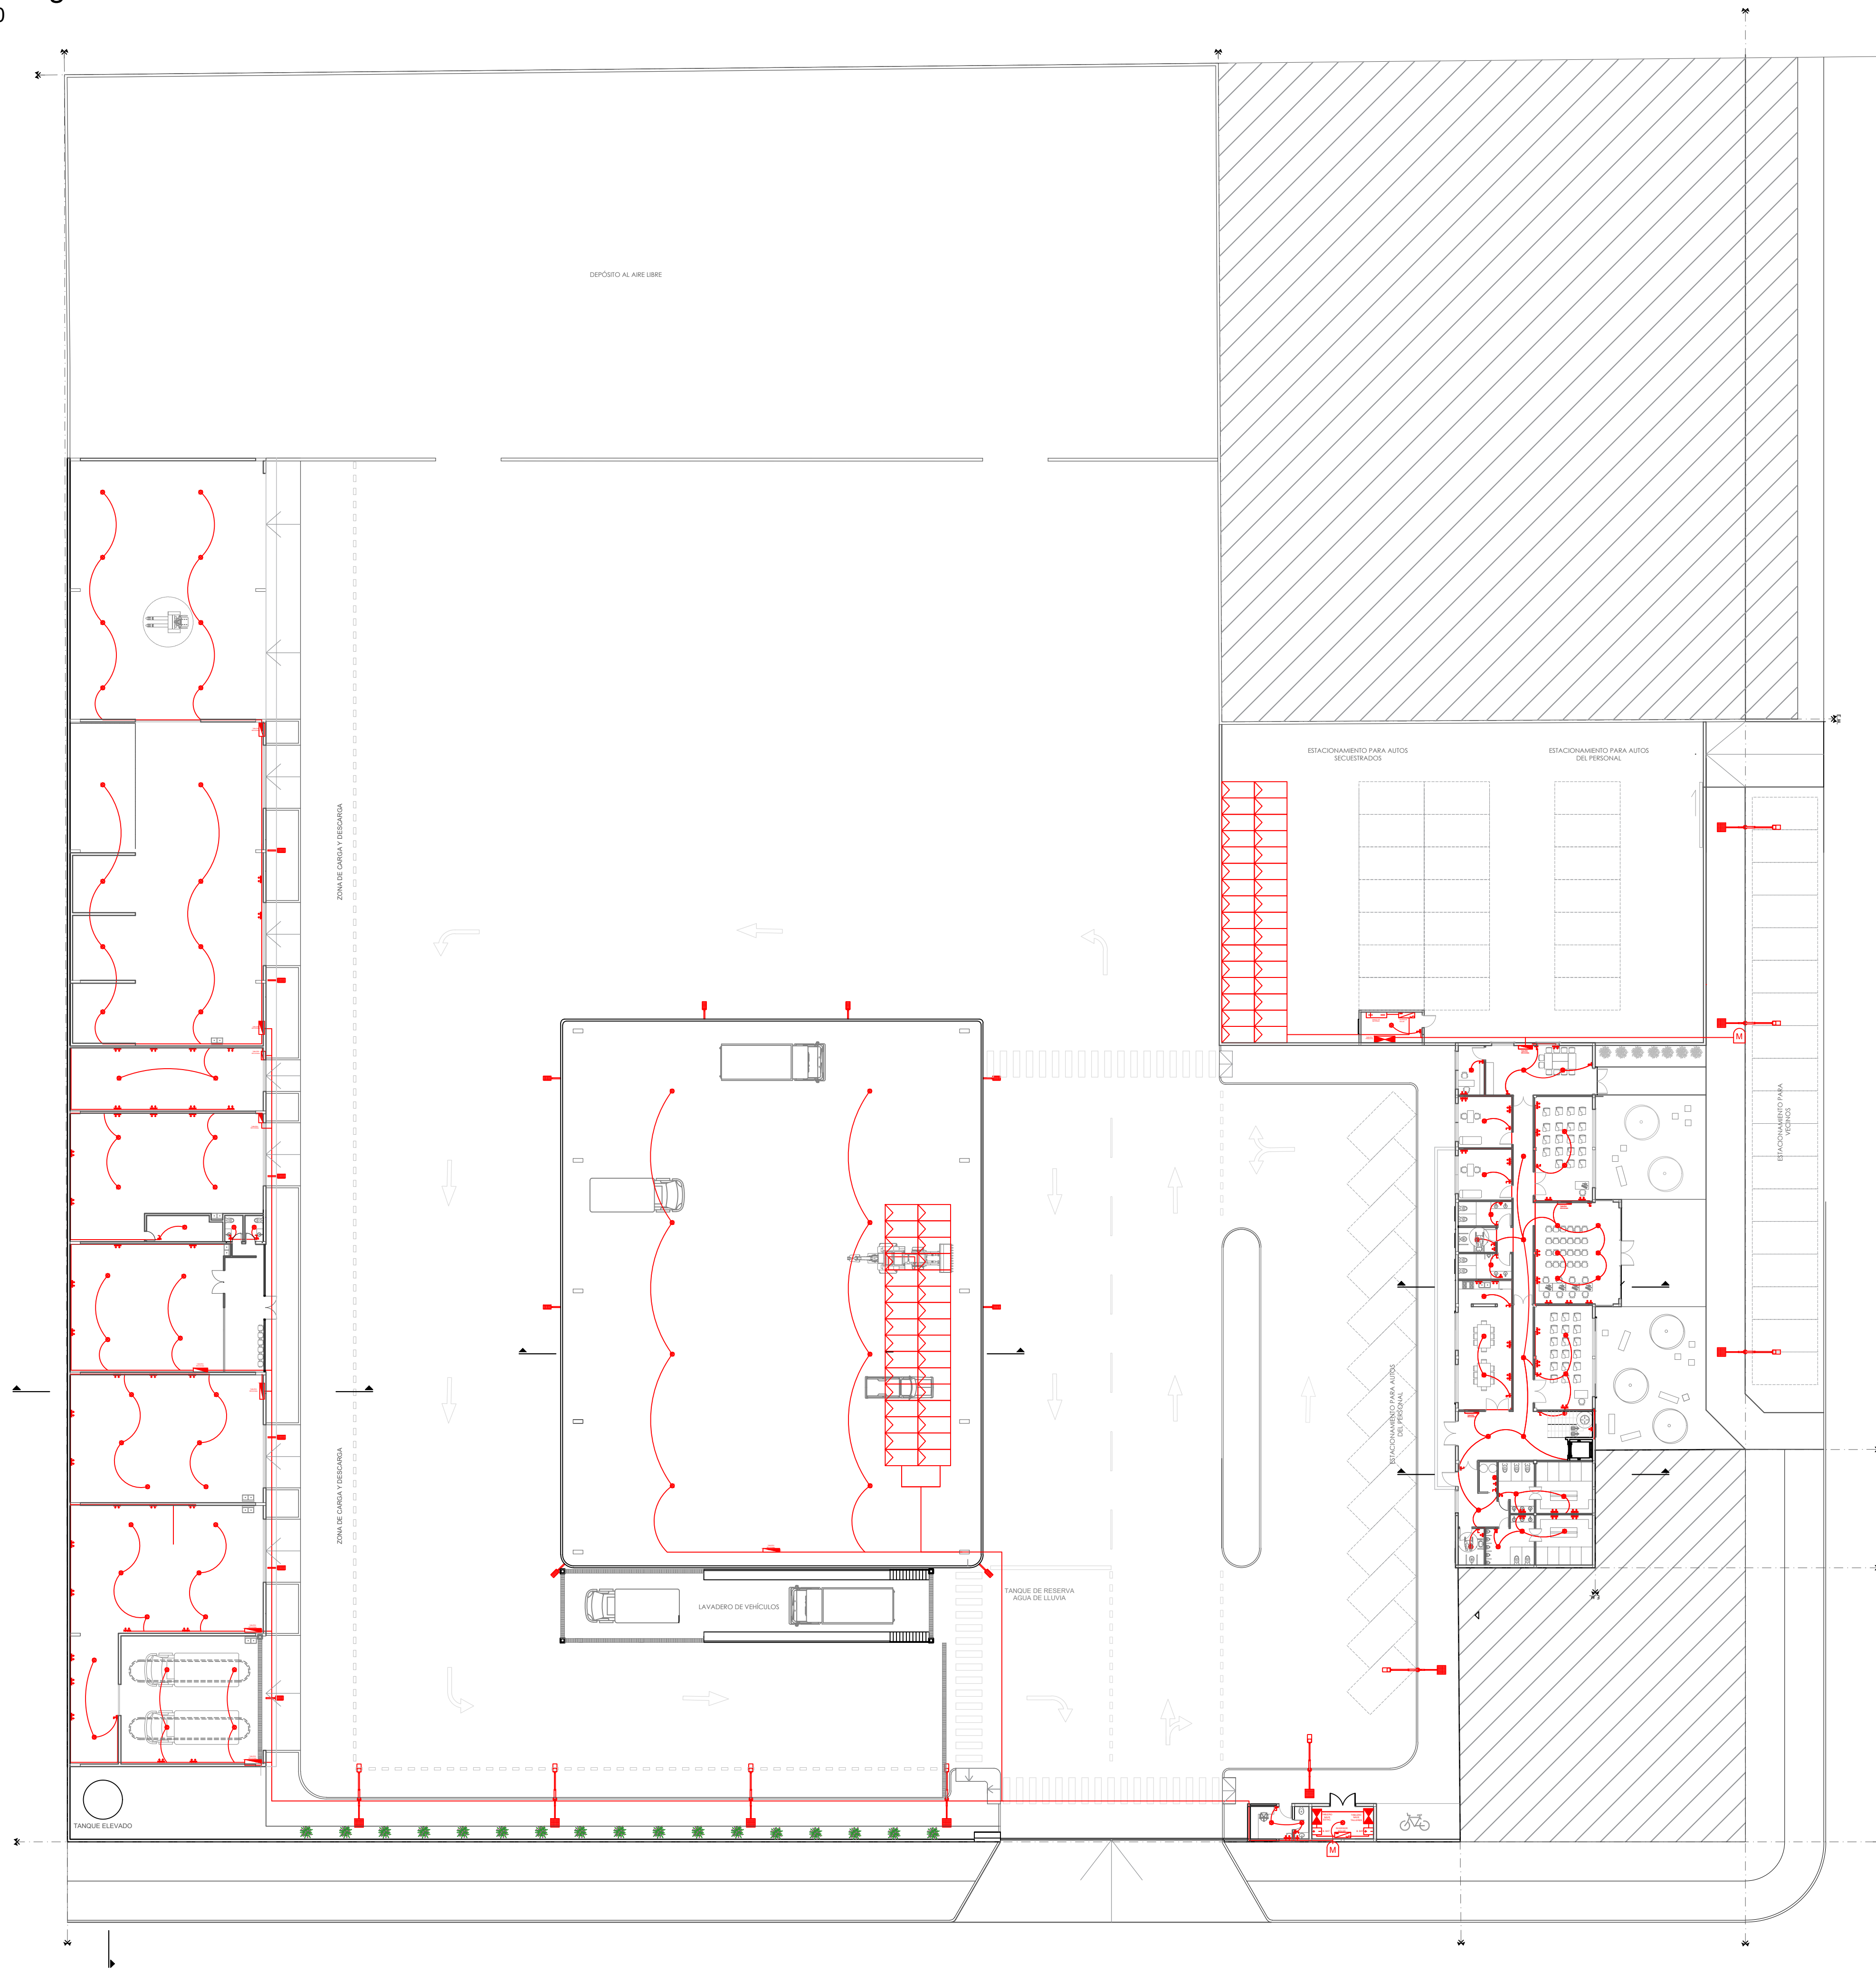 DEPÓSITO AL AIRE LIBRE
ESTACIONAMIENTO PARA AUTOS
SECUESTRADOS
ESTACIONAMIENTO PARA AUTOS
DEL PERSONAL
ZONA DE CARGA Y DESCARGA
M
ESTACIONAMIENTO PARA
VECINOS
ESTACIONAMIENTO PARA AUTOS
DEL PERSONAL
ZONA DE CARGA Y DESCARGA
TANQUE DE RESERVA
AGUA DE LLUVIA
LAVADERO DE VEHÍCULOS
TANQUE ELEVADO
M